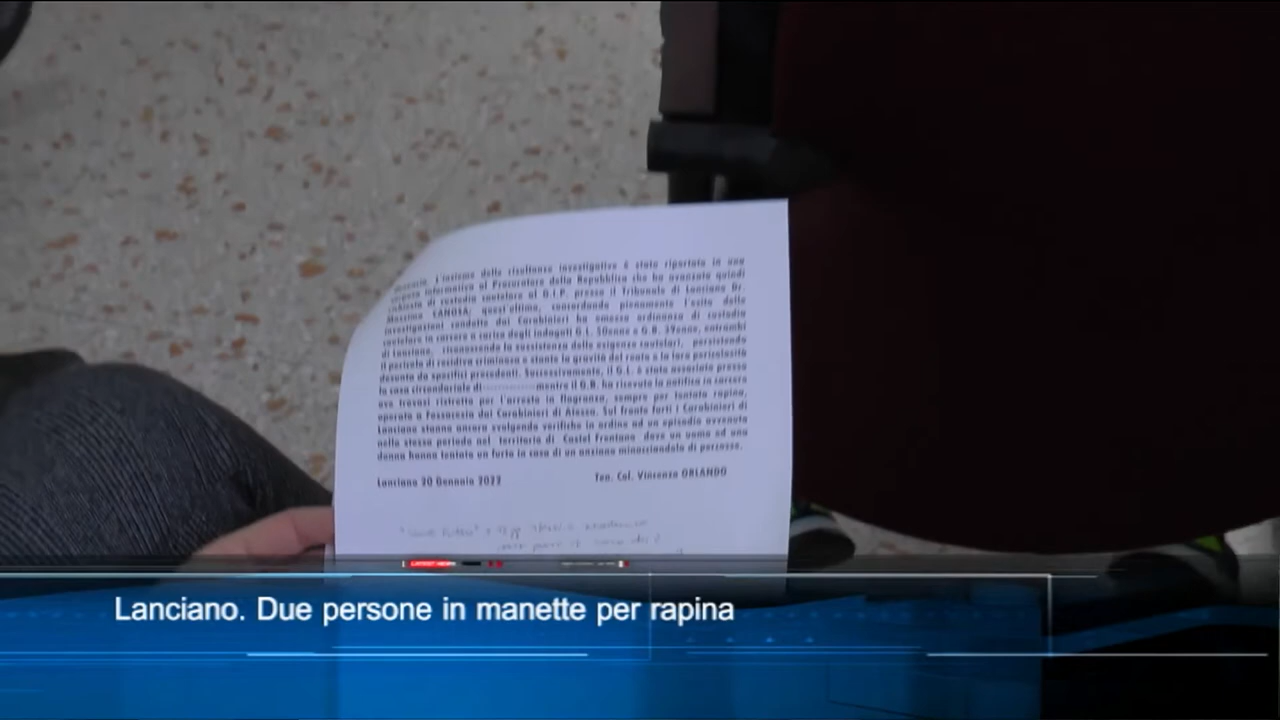 L'insieme delle risultanze investigative è stato riportato in una
corposa informativa al Procuratore della Repubblica che ha avanzato quindi
richiesta di custodia cautelare al G.I.P. presso il Tribunale di Lanciano Dr.
Massimo CANOSA; quest'ultimo, concordando pienamente l'esito delle
investigazioni condotte dai Carabinieri ha emesso ordinanza di custodia
cautelare in carcere a carico degli indagati G.L. 50enne e G.B. 39enne, entrambi
di Lanciano, riconoscendo la sussistenza delle esigenze cautelari, persistendo
il pericolo di recidiva criminosa e stante la gravità del reato e la loro pericolosità
desunta da specifici precedenti. Successivamente, il G.L. è stato associato presso
la casa circondariale di -------------- mentre il G.B. ha ricevuto la notifica in carcere
ove trovasi ristretto per l'arresto in flagranza, sempre per tentata rapina,
operato a Fossacesia dai Carabinieri di Atessa. Sul fronte furti i Carabinieri di
Lanciano stanno ancora svolgendo verifiche in ordine ad un episodio avvenuto
nello stesso periodo nel territorio di Castel Frentano dove un uomo ed una
donna hanno tentato un furto in casa di un anziano minacciandolo di percosse.
Lanciano 20 Gennaio 2022 Ten. Col. Vincenzo ORLANDO
LATEST NEWS
Lanciano. Due persone in manette per rapina